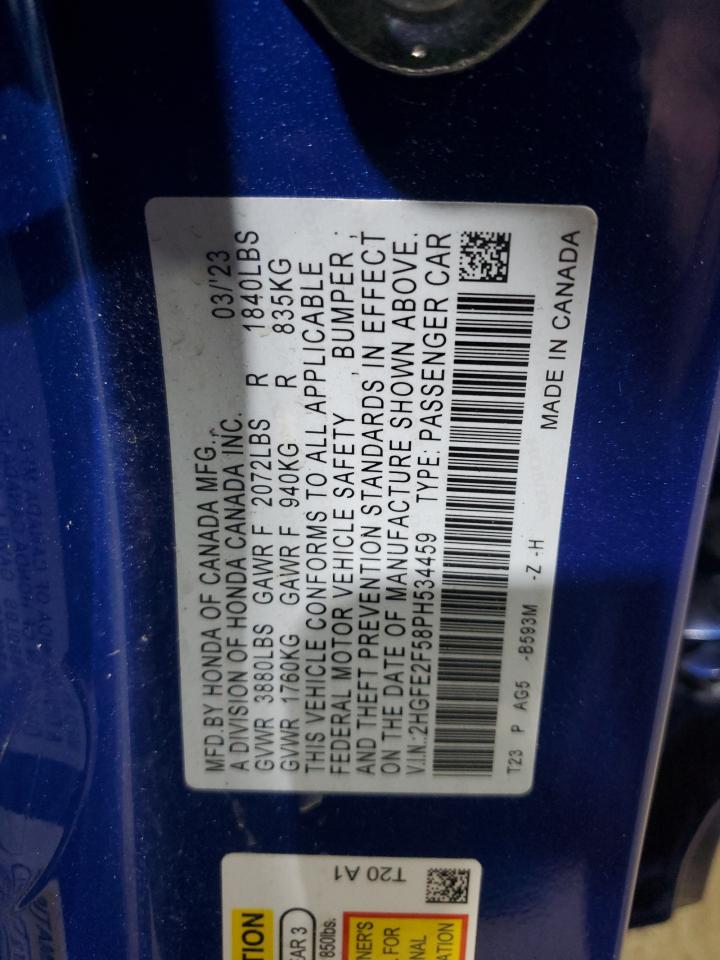 MFD.BY HONDA OF CANADA MFG., 03/'23
A DIVISION OF HONDA CANADA INC.
GVWR 3880LBS GAWR F 2072LBS R 1840LBS
GVWR 1760KG GAWR F 940KG R 835KG
THIS VEHICLE CONFORMS TO ALL APPLICABLE
FEDERAL MOTOR VEHICLE SAFETY , BUMPER ,
AND THEFT PREVENTION STANDARDS IN EFFECT
ON THE DATE OF MANUFACTURE SHOWN ABOVE.
V.I.N.:2HGFE2F58PH534459 TYPE: PASSENGER CAR
T23 P AG5 -B593M -Z -H
MADE IN CANADA
T20 A1
850lbs.
FOR